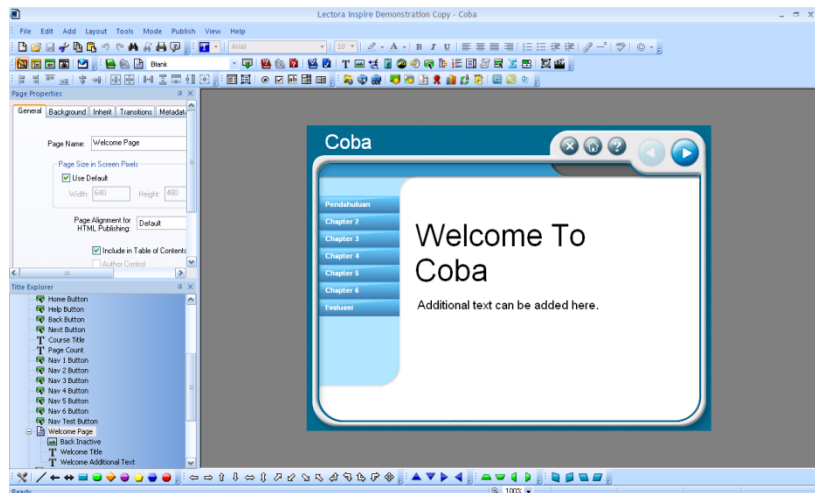 Lectora Inspire Demonstration Copy - Coba
File Edit Add Layout Tools Mode Publish View Help
Arial 10 A B I U
Blank
Page Properties
General Background Inherit Transitions
Page Name: Welcome Page
Page Size in Screen Pixels
Use Default
Width: 640 Height: 480
Page Alignment for
HTML Publishing: Default
Include in Table of Contents
Author Control
Title Explorer
Home Button
Help Button
Back Button
Next Button
Course Title
Page Count
Nav 1 Button
Nav 2 Button
Nav 3 Button
Nav 4 Button
Nav 5 Button
Nav 6 Button
Nav Test Button
Welcome Page
Back Inactive
Welcome Title
Welcome Additional Text
Coba
Pendahuluan
Chapter 2
Chapter 3
Chapter 4
Chapter 5
Chapter 6
Evaluasi
Welcome To
Coba
Additional text can be added here.
Ready
100%